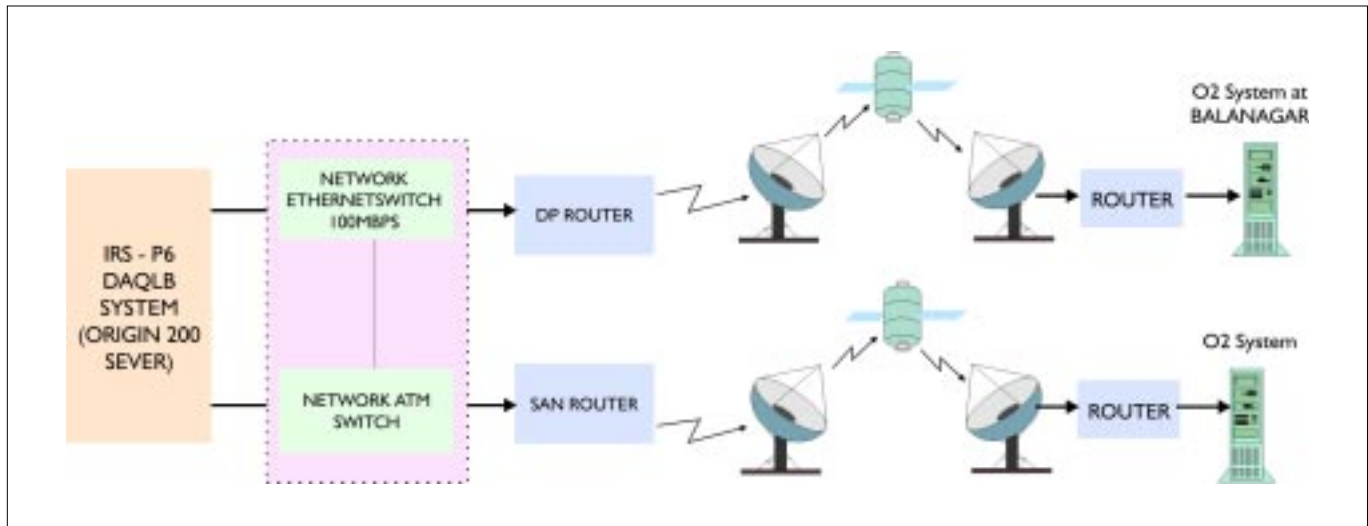 IRS - P6
DAQLB
SYSTEM
(ORIGIN 200
SEVER)
NETWORK
ETHERNETSWITCH
100MBPS
NETWORK ATM
SWITCH
DP ROUTER
SAN ROUTER
ROUTER
O2 System at
BALANAGAR
ROUTER
O2 System